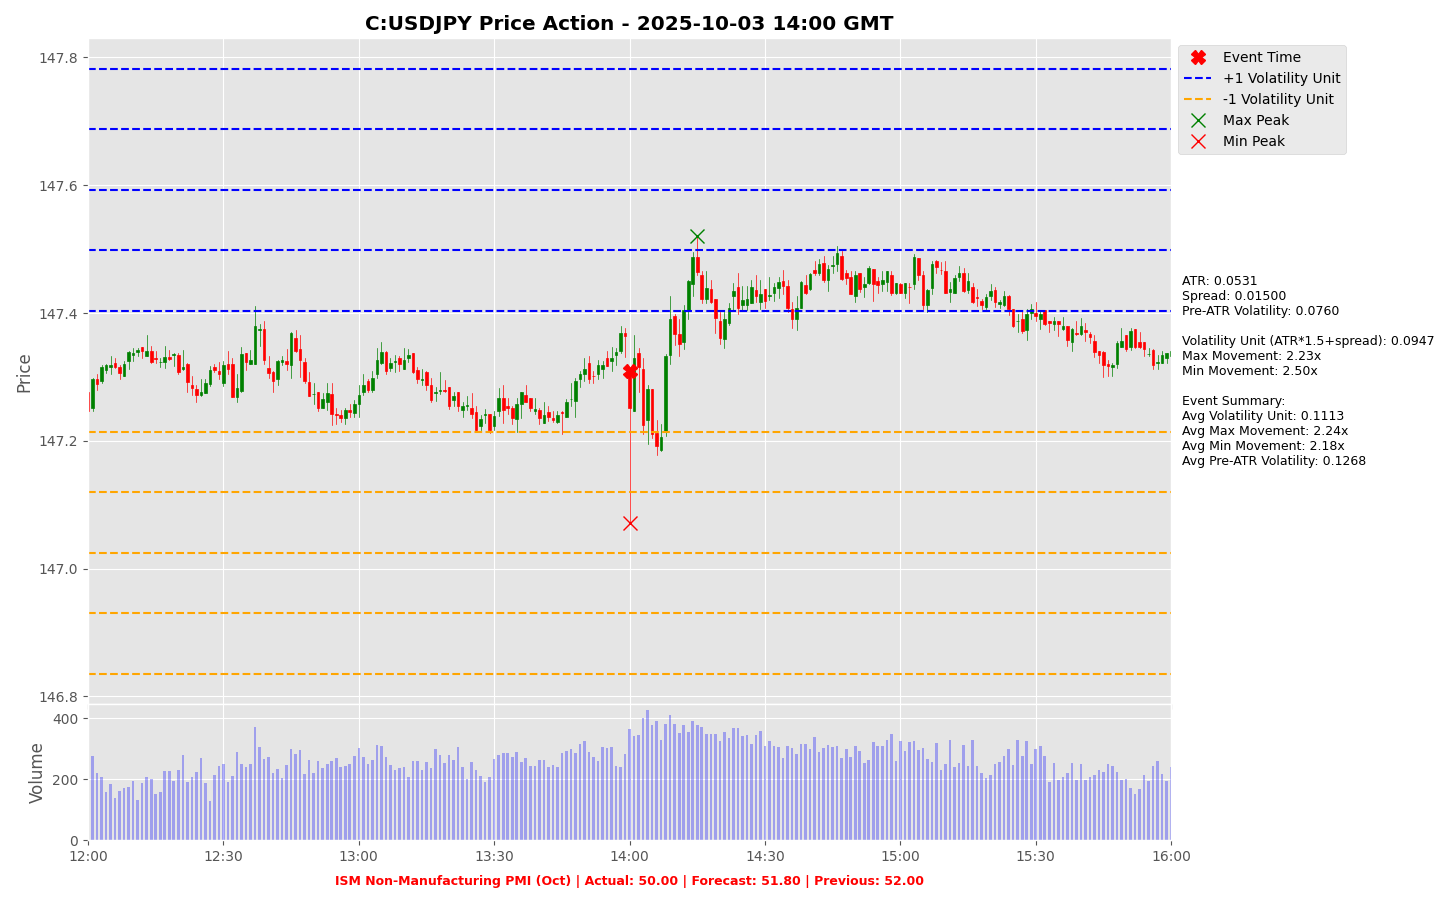 C:USDJPY Price Action - 2025-10-03 14:00 GMT
147.8
147.6
147.4
147.2
147.0
146.8
Price
Event Time
+1 Volatility Unit
-1 Volatility Unit
Max Peak
Min Peak
ATR: 0.0531
Spread: 0.01500
Pre-ATR Volatility: 0.0760
Volatility Unit (ATR*1.5+spread): 0.0947
Max Movement: 2.23x
Min Movement: 2.50x
Event Summary:
Avg Volatility Unit: 0.1113
Avg Max Movement: 2.24x
Avg Min Movement: 2.18x
Avg Pre-ATR Volatility: 0.1268
400
200
0
Volume
12:00 12:30 13:00 13:30 14:00 14:30 15:00 15:30 16:00
ISM Non-Manufacturing PMI (Oct) | Actual: 50.00 | Forecast: 51.80 | Previous: 52.00